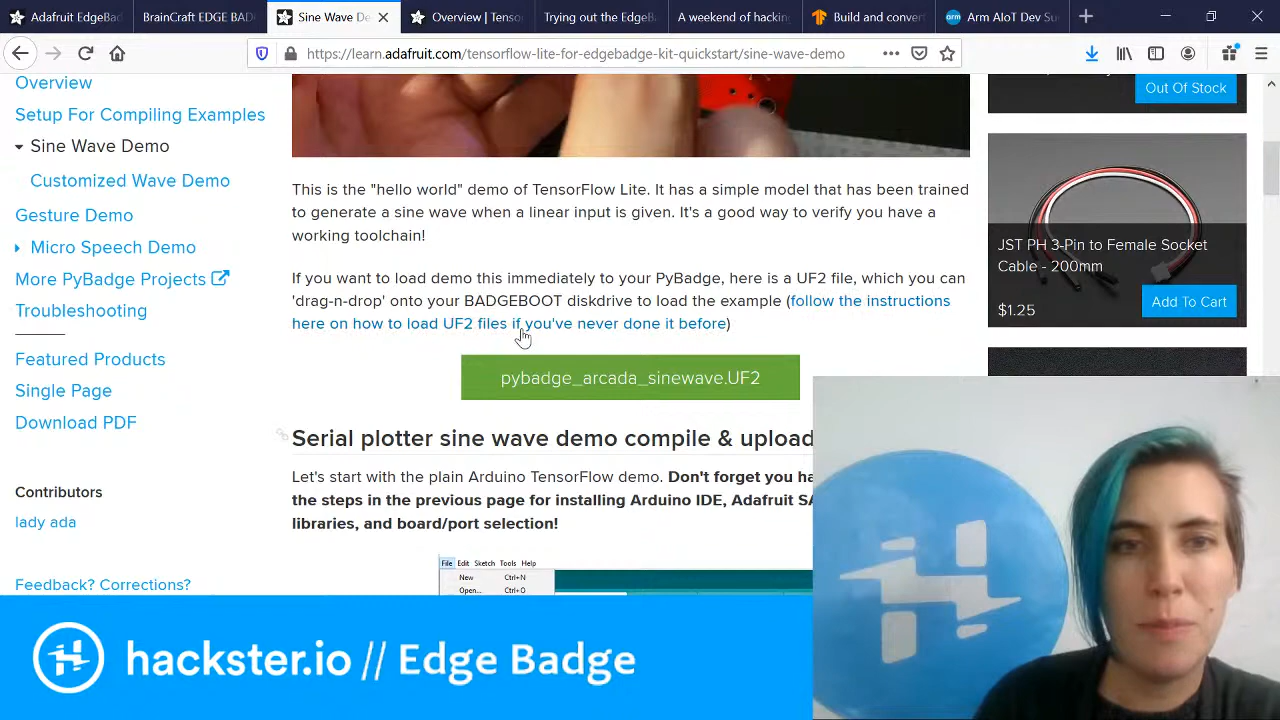 Adafruit EdgeBad
BrainCraft EDGE BAD
Sine Wave De
Overview | Tenso
Trying out the EdgeB
A weekend of hackin
Build and convert
arm Arm AIoT Dev Su
https://learn.adafruit.com/tensorflow-lite-for-edgebadge-kit-quickstart/sine-wave-demo
Overview
Setup For Compiling Examples
Sine Wave Demo
Customized Wave Demo
Gesture Demo
Micro Speech Demo
More PyBadge Projects
Troubleshooting
Featured Products
Single Page
Download PDF
Contributors
lady ada
Feedback? Corrections?
This is the "hello world" demo of TensorFlow Lite. It has a simple model that has been trained
to generate a sine wave when a linear input is given. It's a good way to verify you have a
working toolchain!
If you want to load demo this immediately to your PyBadge, here is a UF2 file, which you can
'drag-n-drop' onto your BADGEBOOT diskdrive to load the example (follow the instructions
here on how to load UF2 files if you've never done it before)
pybadge_arcada_sinewave.UF2
Serial plotter sine wave demo compile & upload
Let's start with the plain Arduino TensorFlow demo. Don't forget you ha
the steps in the previous page for installing Arduino IDE, Adafruit SA
libraries, and board/port selection!
File Edit Sketch Tools Help
New Ctrl+N
Open... Ctrl+O
Out Of Stock
JST PH 3-Pin to Female Socket
Cable - 200mm
$1.25
Add To Cart
hackster.io // Edge Badge